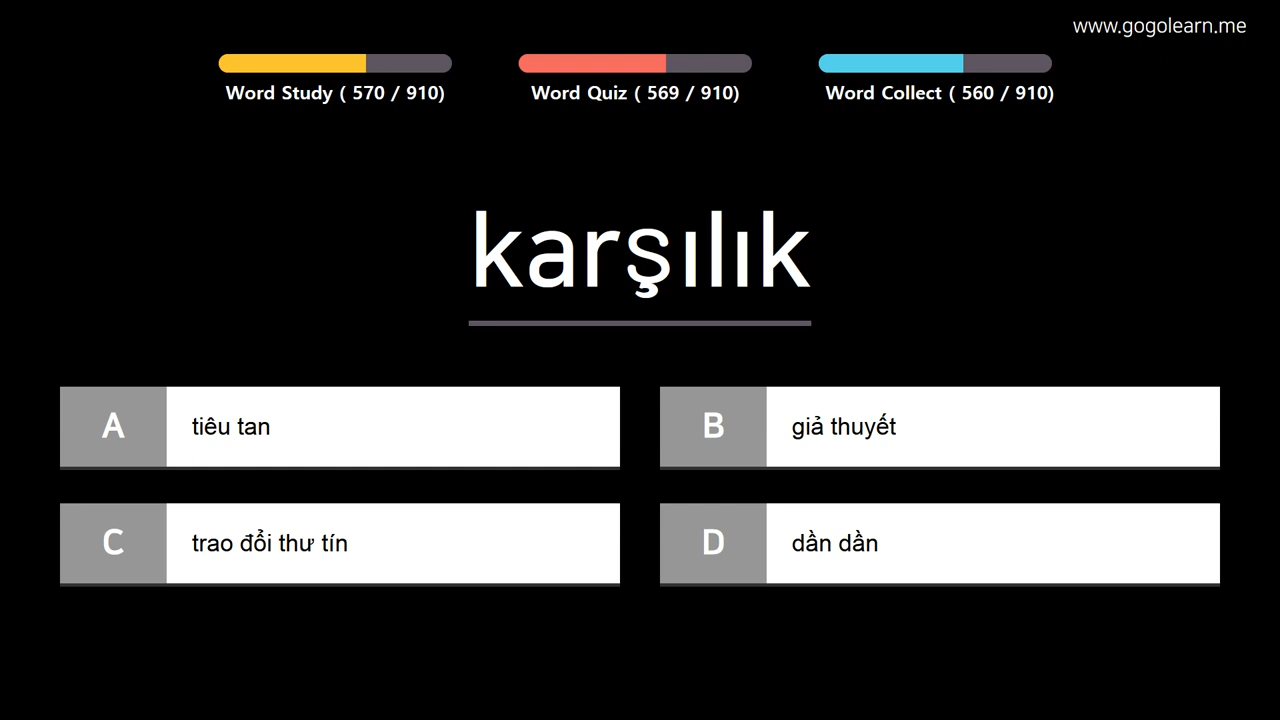 www.gogolearn.me
Word Study ( 570 / 910)
Word Quiz ( 569 / 910)
Word Collect ( 560 / 910)
karşılık
A
tiêu tan
B
giả thuyết
C
trao đổi thư tín
D
dần dần